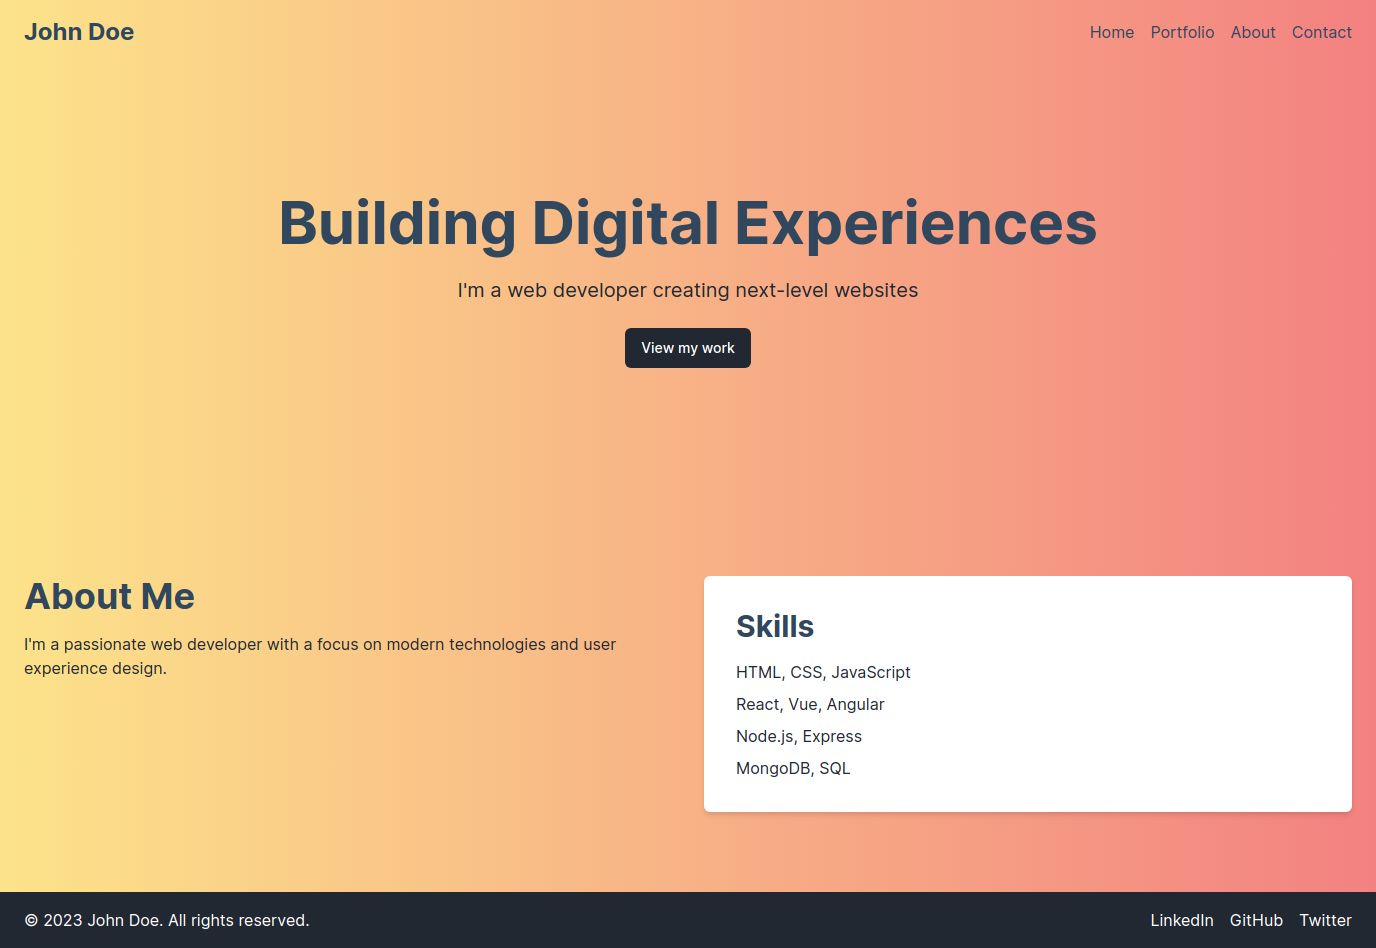 John Doe
Home Portfolio About Contact
Building Digital Experiences
I'm a web developer creating next-level websites
View my work
About Me
I'm a passionate web developer with a focus on modern technologies and user
experience design.
Skills
HTML, CSS, JavaScript
React, Vue, Angular
Node.js, Express
MongoDB, SQL
© 2023 John Doe. All rights reserved.
LinkedIn GitHub Twitter